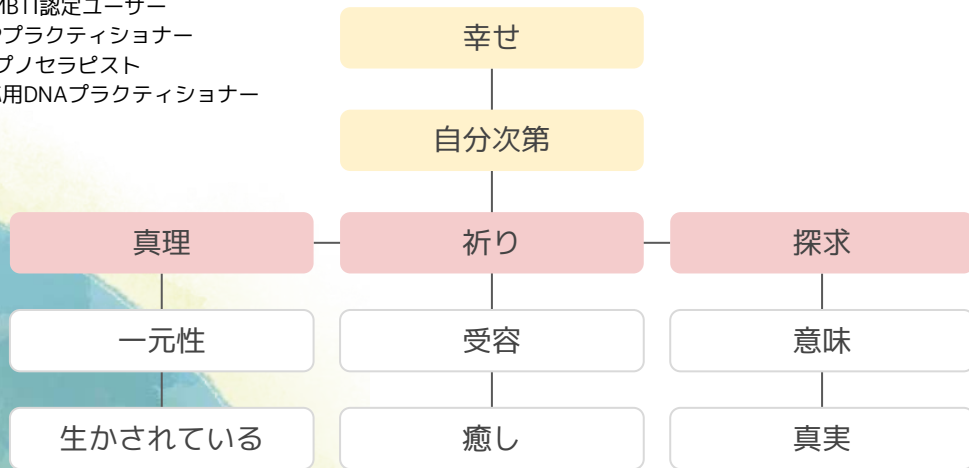 MBTI認定ユーザー
プラクティショナー
プノセラピスト
用DNAプラクティショナー
幸せ
自分次第
真理
祈り
探求
一元性
受容
意味
生かされている
癒し
真実